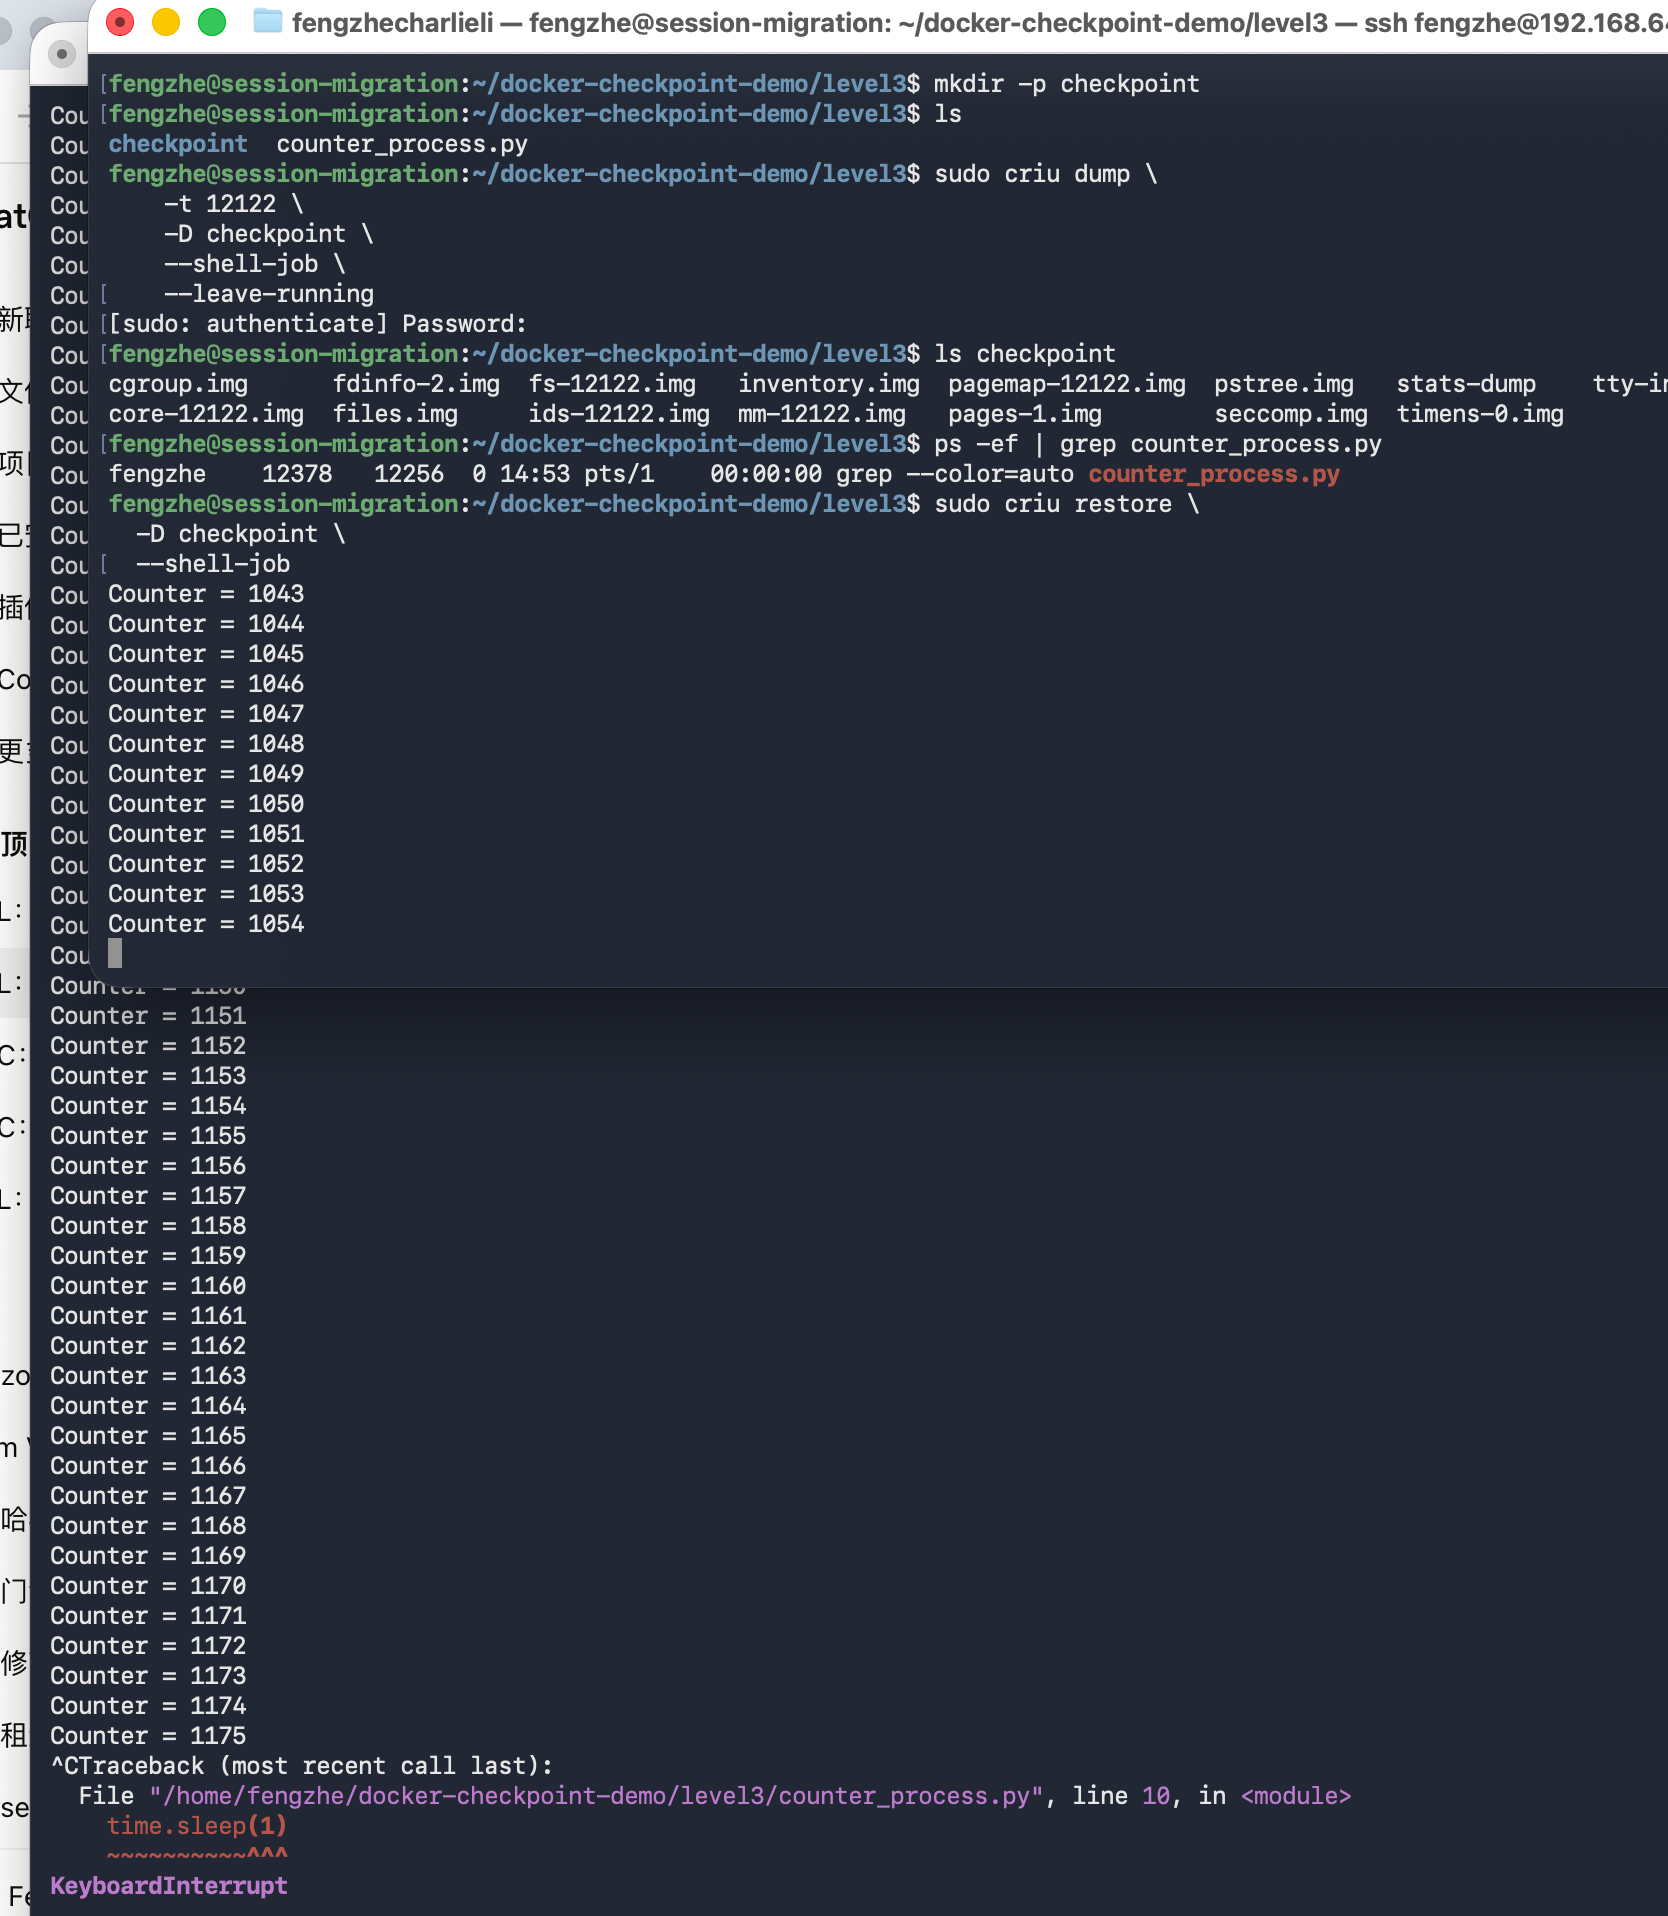 fengzhecharlieli — fengzhe@session-migration: ~/docker-checkpoint-demo/level3 — ssh fengzhe@192.168.6
[fengzhe@session-migration:~/docker-checkpoint-demo/level3$ mkdir -p checkpoint
[fengzhe@session-migration:~/docker-checkpoint-demo/level3$ ls
checkpoint  counter_process.py
fengzhe@session-migration:~/docker-checkpoint-demo/level3$ sudo criu dump \
    -t 12122 \
    -D checkpoint \
    --shell-job \
[    --leave-running
[[sudo: authenticate] Password:
[fengzhe@session-migration:~/docker-checkpoint-demo/level3$ ls checkpoint
cgroup.img      fdinfo-2.img  fs-12122.img   inventory.img  pagemap-12122.img  pstree.img   stats-dump    tty-in
core-12122.img  files.img     ids-12122.img  mm-12122.img   pages-1.img        seccomp.img  timens-0.img
[fengzhe@session-migration:~/docker-checkpoint-demo/level3$ ps -ef | grep counter_process.py
fengzhe    12378   12256  0 14:53 pts/1    00:00:00 grep --color=auto counter_process.py
fengzhe@session-migration:~/docker-checkpoint-demo/level3$ sudo criu restore \
  -D checkpoint \
[  --shell-job
Counter = 1043
Counter = 1044
Counter = 1045
Counter = 1046
Counter = 1047
Counter = 1048
Counter = 1049
Counter = 1050
Counter = 1051
Counter = 1052
Counter = 1053
Counter = 1054
Counter = 1150
Counter = 1151
Counter = 1152
Counter = 1153
Counter = 1154
Counter = 1155
Counter = 1156
Counter = 1157
Counter = 1158
Counter = 1159
Counter = 1160
Counter = 1161
Counter = 1162
Counter = 1163
Counter = 1164
Counter = 1165
Counter = 1166
Counter = 1167
Counter = 1168
Counter = 1169
Counter = 1170
Counter = 1171
Counter = 1172
Counter = 1173
Counter = 1174
Counter = 1175
^CTraceback (most recent call last):
  File "/home/fengzhe/docker-checkpoint-demo/level3/counter_process.py", line 10, in <module>
    time.sleep(1)
    ~~~~~~~~~~^^^
KeyboardInterrupt